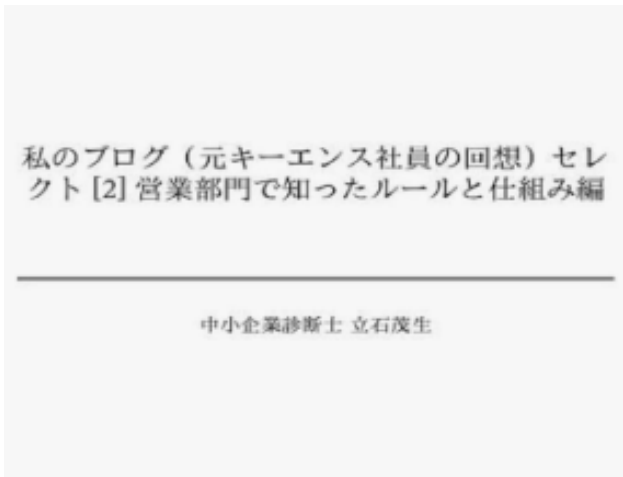 私のブログ（元キーエンス社員の回想）セレ
クト [2] 営業部門で知ったルールと仕組み編
中小企業診断士 立石茂生